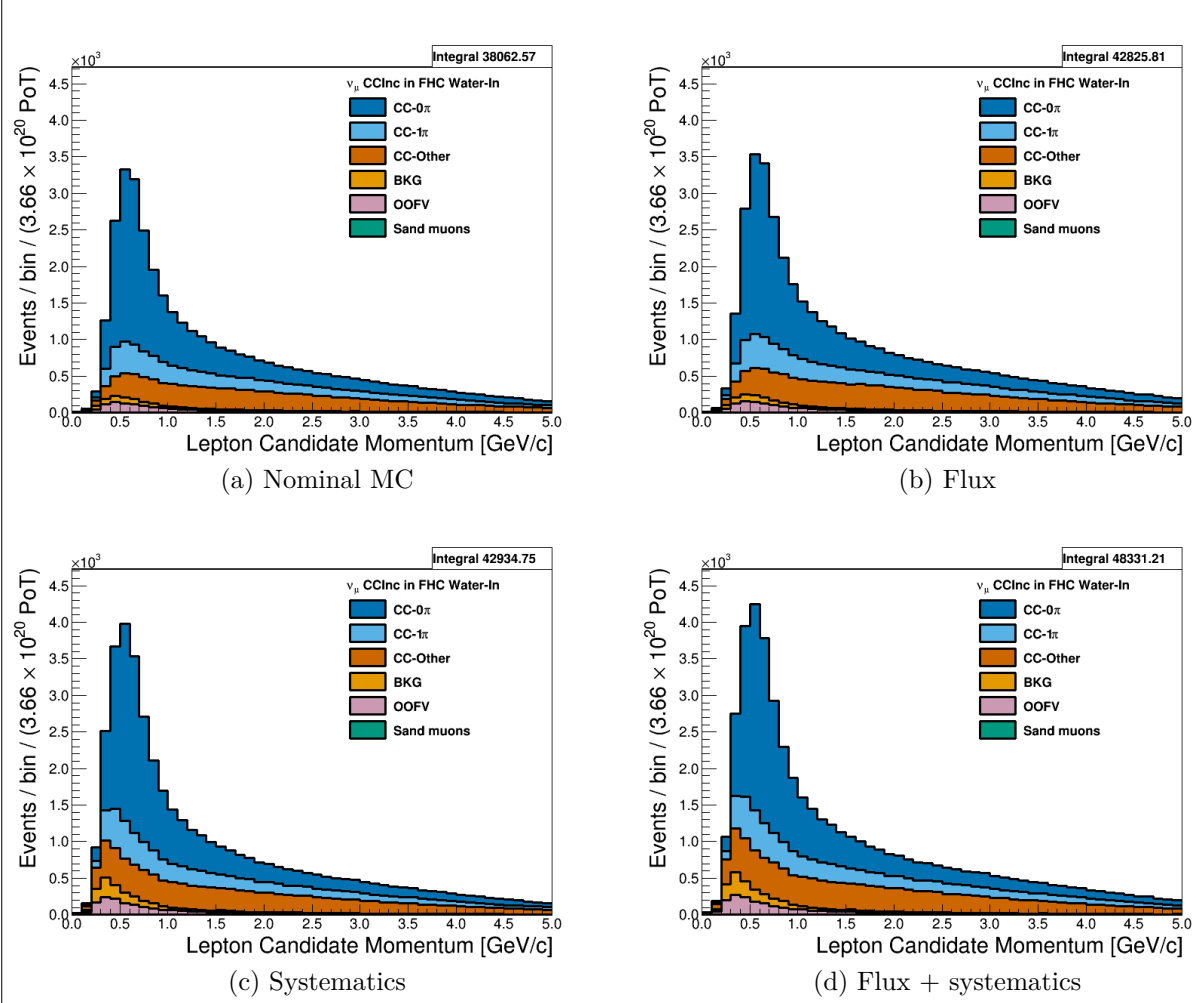 Integral 38062.57
×10³
Events / bin / (3.66 × 10²⁰ PoT)
4.5
4.0
3.5
3.0
2.5
2.0
1.5
1.0
0.5
0.0
ν_μ CCInc in FHC Water-In
CC-0π
CC-1π
CC-Other
BKG
OOFV
Sand muons
0.0 0.5 1.0 1.5 2.0 2.5 3.0 3.5 4.0 4.5 5.0
Lepton Candidate Momentum [GeV/c]
(a) Nominal MC
Integral 42825.81
×10³
Events / bin / (3.66 × 10²⁰ PoT)
4.5
4.0
3.5
3.0
2.5
2.0
1.5
1.0
0.5
0.0
ν_μ CCInc in FHC Water-In
CC-0π
CC-1π
CC-Other
BKG
OOFV
Sand muons
0.0 0.5 1.0 1.5 2.0 2.5 3.0 3.5 4.0 4.5 5.0
Lepton Candidate Momentum [GeV/c]
(b) Flux
Integral 42934.75
×10³
Events / bin / (3.66 × 10²⁰ PoT)
4.5
4.0
3.5
3.0
2.5
2.0
1.5
1.0
0.5
0.0
ν_μ CCInc in FHC Water-In
CC-0π
CC-1π
CC-Other
BKG
OOFV
Sand muons
0.0 0.5 1.0 1.5 2.0 2.5 3.0 3.5 4.0 4.5 5.0
Lepton Candidate Momentum [GeV/c]
(c) Systematics
Integral 48331.21
×10³
Events / bin / (3.66 × 10²⁰ PoT)
4.5
4.0
3.5
3.0
2.5
2.0
1.5
1.0
0.5
0.0
ν_μ CCInc in FHC Water-In
CC-0π
CC-1π
CC-Other
BKG
OOFV
Sand muons
0.0 0.5 1.0 1.5 2.0 2.5 3.0 3.5 4.0 4.5 5.0
Lepton Candidate Momentum [GeV/c]
(d) Flux + systematics